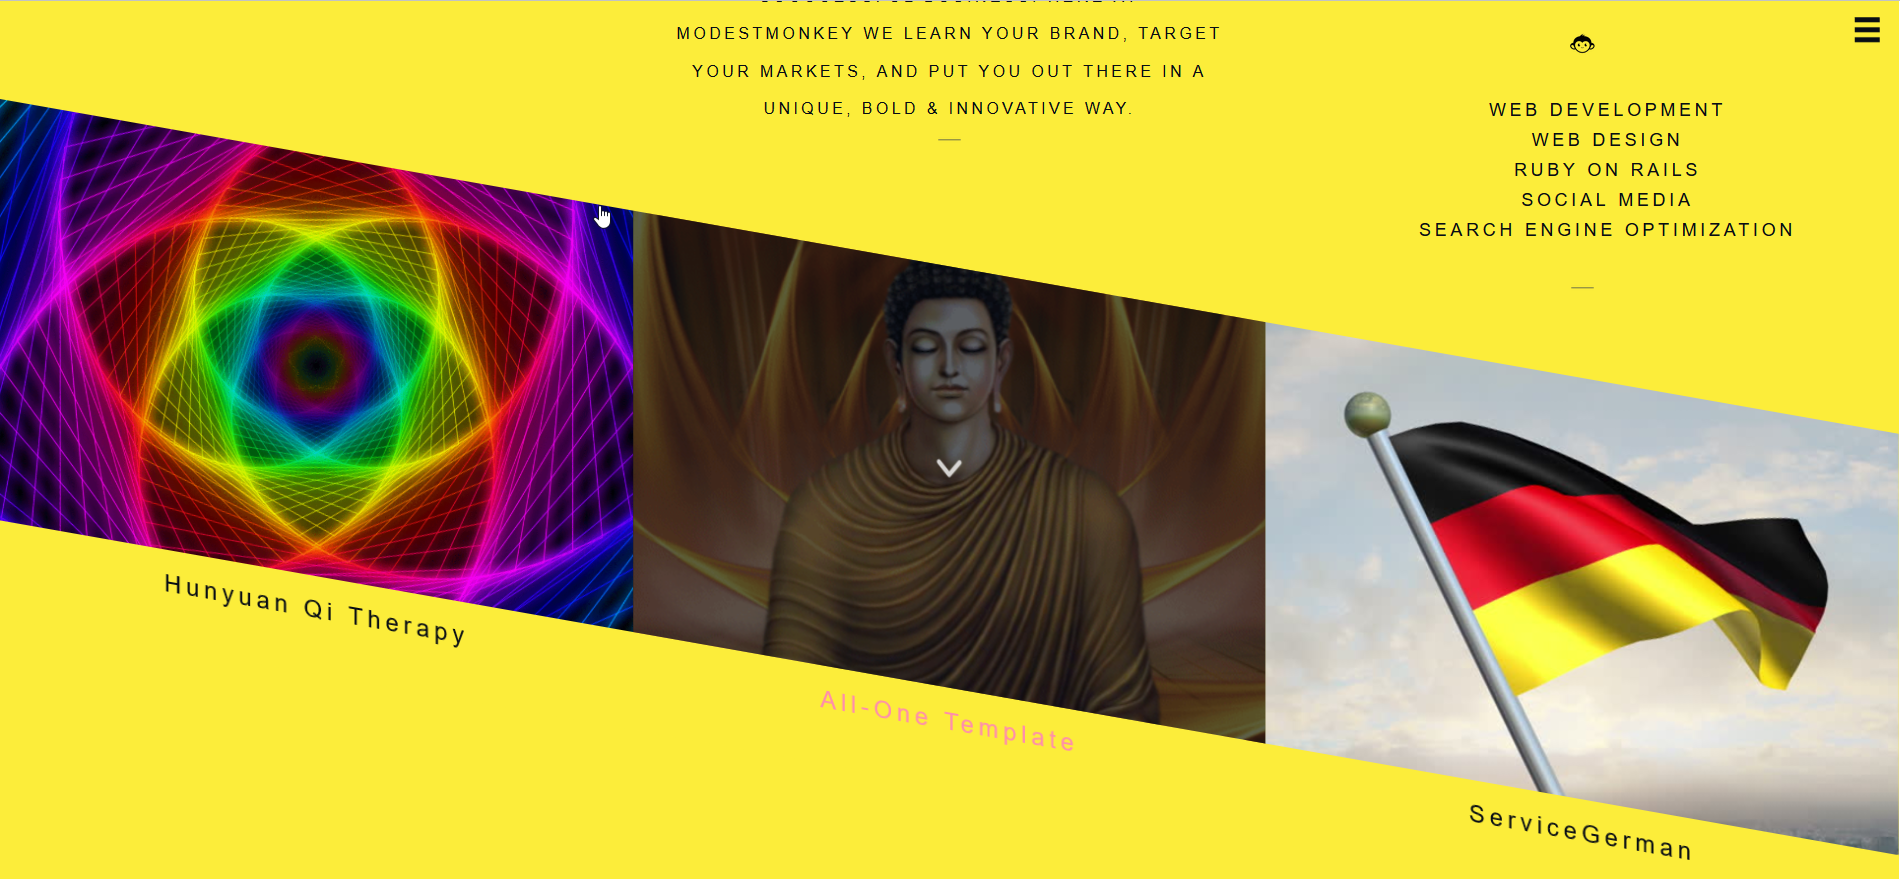 MODESTMONKEY WE LEARN YOUR BRAND, TARGET
YOUR MARKETS, AND PUT YOU OUT THERE IN A
UNIQUE, BOLD & INNOVATIVE WAY.
WEB DEVELOPMENT
WEB DESIGN
RUBY ON RAILS
SOCIAL MEDIA
SEARCH ENGINE OPTIMIZATION
Hunyuan Qi Therapy
All-One Template
ServiceGerman